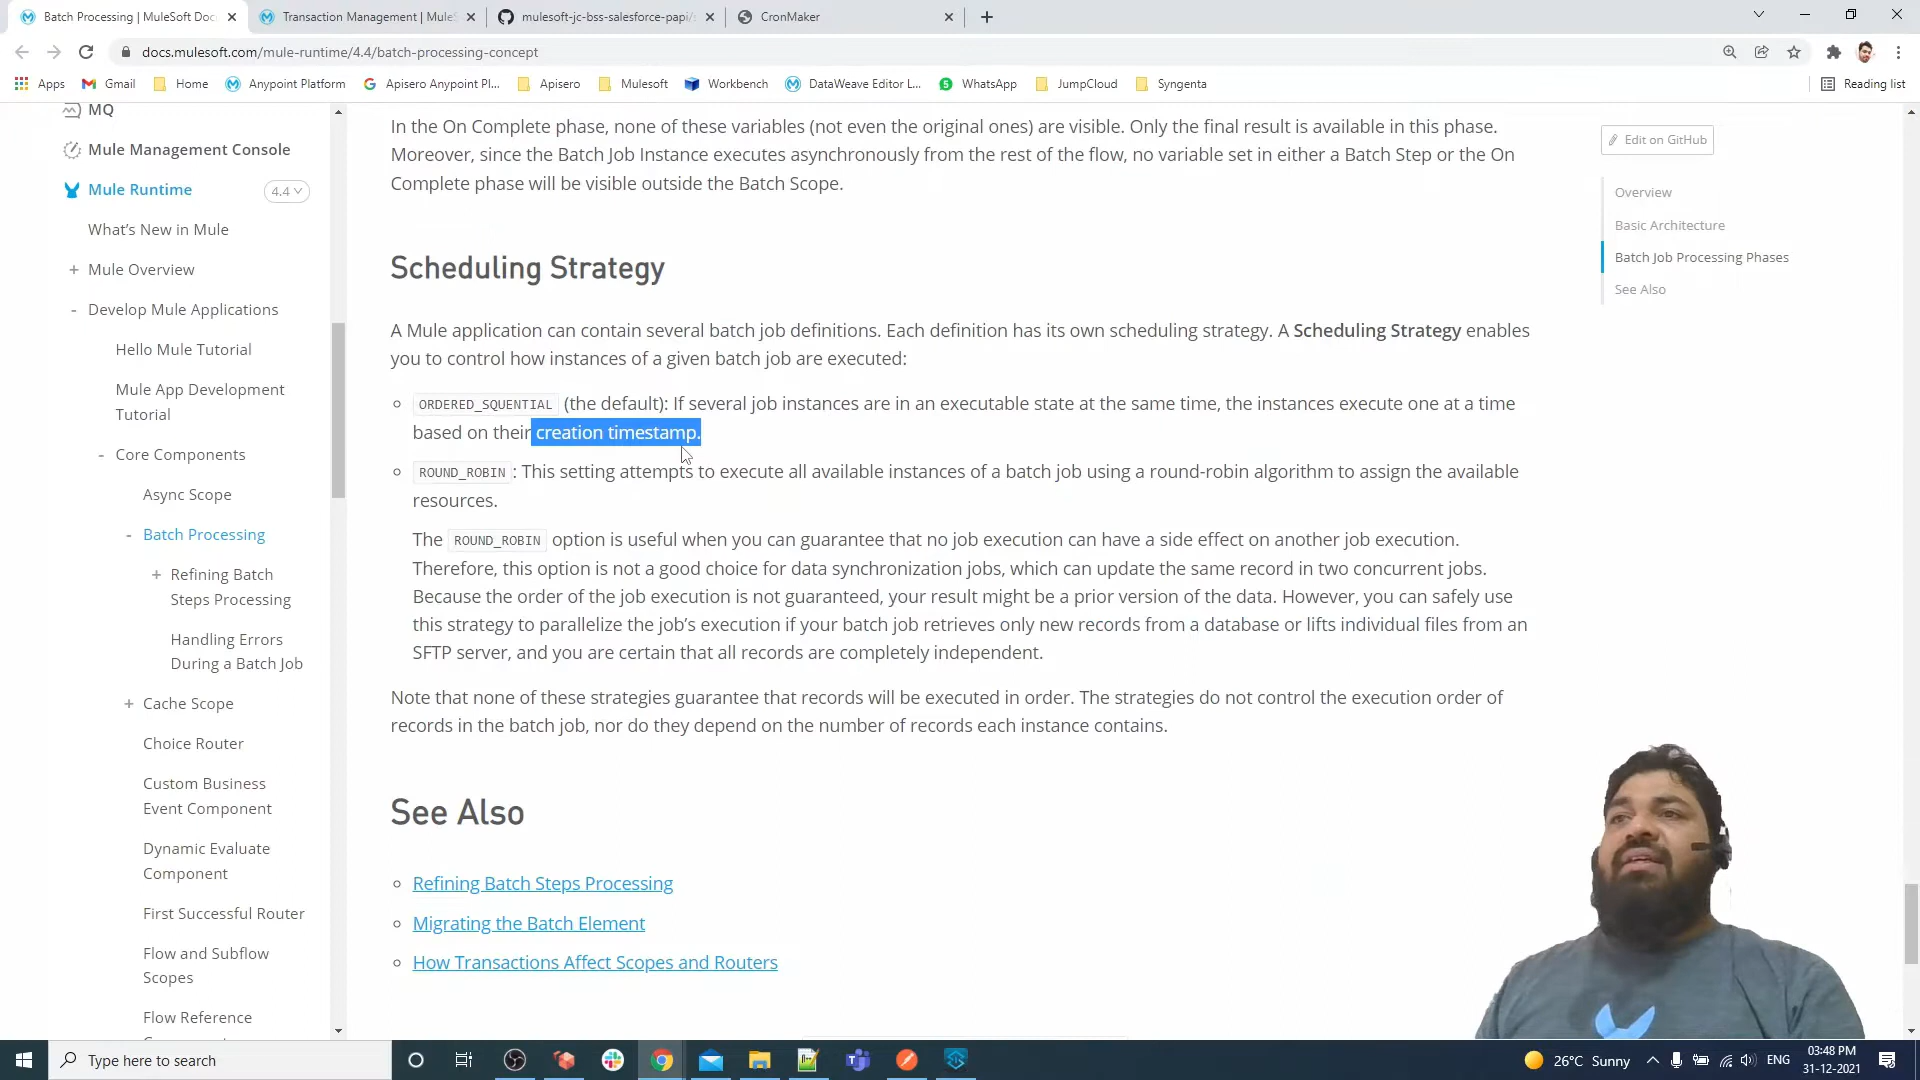 Batch Processing | MuleSoft Doc
Transaction Management | MuleS
mulesoft-jc-bss-salesforce-papi/
CronMaker
docs.mulesoft.com/mule-runtime/4.4/batch-processing-concept
Apps
Gmail
Home
Anypoint Platform
Apisero Anypoint Pl...
Apisero
Mulesoft
Workbench
DataWeave Editor L...
WhatsApp
JumpCloud
Syngenta
Reading list
MQ
Mule Management Console
Mule Runtime
4.4
What's New in Mule
+ Mule Overview
- Develop Mule Applications
Hello Mule Tutorial
Mule App Development
Tutorial
- Core Components
Async Scope
- Batch Processing
+ Refining Batch
Steps Processing
Handling Errors
During a Batch Job
+ Cache Scope
Choice Router
Custom Business
Event Component
Dynamic Evaluate
Component
First Successful Router
Flow and Subflow
Scopes
Flow Reference
In the On Complete phase, none of these variables (not even the original ones) are visible. Only the final result is available in this phase.
Moreover, since the Batch Job Instance executes asynchronously from the rest of the flow, no variable set in either a Batch Step or the On
Complete phase will be visible outside the Batch Scope.
Scheduling Strategy
A Mule application can contain several batch job definitions. Each definition has its own scheduling strategy. A Scheduling Strategy enables
you to control how instances of a given batch job are executed:
ORDERED_SQUENTIAL (the default): If several job instances are in an executable state at the same time, the instances execute one at a time
based on their creation timestamp.
ROUND_ROBIN : This setting attempts to execute all available instances of a batch job using a round-robin algorithm to assign the available
resources.
The ROUND_ROBIN option is useful when you can guarantee that no job execution can have a side effect on another job execution.
Therefore, this option is not a good choice for data synchronization jobs, which can update the same record in two concurrent jobs.
Because the order of the job execution is not guaranteed, your result might be a prior version of the data. However, you can safely use
this strategy to parallelize the job's execution if your batch job retrieves only new records from a database or lifts individual files from an
SFTP server, and you are certain that all records are completely independent.
Note that none of these strategies guarantee that records will be executed in order. The strategies do not control the execution order of
records in the batch job, nor do they depend on the number of records each instance contains.
See Also
Refining Batch Steps Processing
Migrating the Batch Element
How Transactions Affect Scopes and Routers
Edit on GitHub
Overview
Basic Architecture
Batch Job Processing Phases
See Also
Type here to search
26°C Sunny
ENG
03:48 PM
31-12-2021